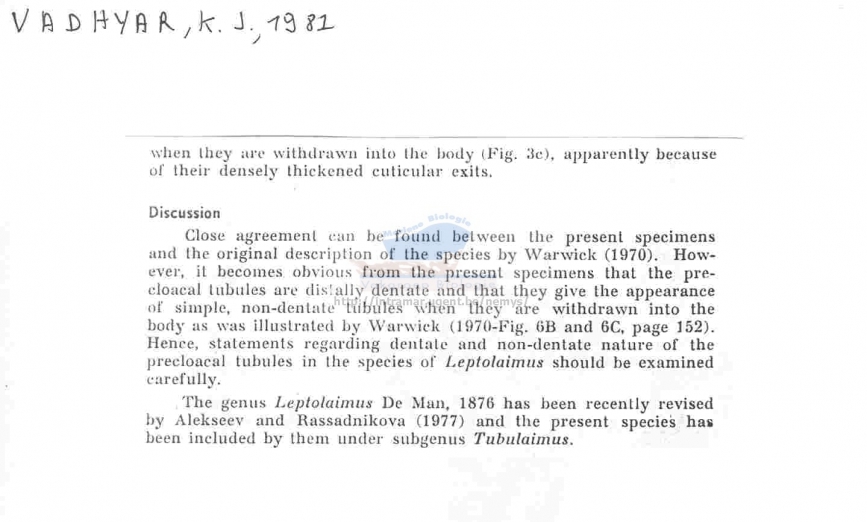 VADHYAR, K. J., 1981
when they are withdrawn into the body (Fig. 3c), apparently because
of their densely thickened cuticular exits.
Discussion
Close agreement can be found between the present specimens
and the original description of the species by Warwick (1970). How-
ever, it becomes obvious from the present specimens that the pre-
cloacal tubules are distally dentate and that they give the appearance
of simple, non-dentate tubules when they are withdrawn into the
http://intramar.ugent.be/nemys/
body as was illustrated by Warwick (1970-Fig. 6B and 6C, page 152).
Hence, statements regarding dentate and non-dentate nature of the
precloacal tubules in the species of Leptolaimus should be examined
carefully.
The genus Leptolaimus De Man, 1876 has been recently revised
by Alekseev and Rassadnikova (1977) and the present species has
been included by them under subgenus Tubulaimus.